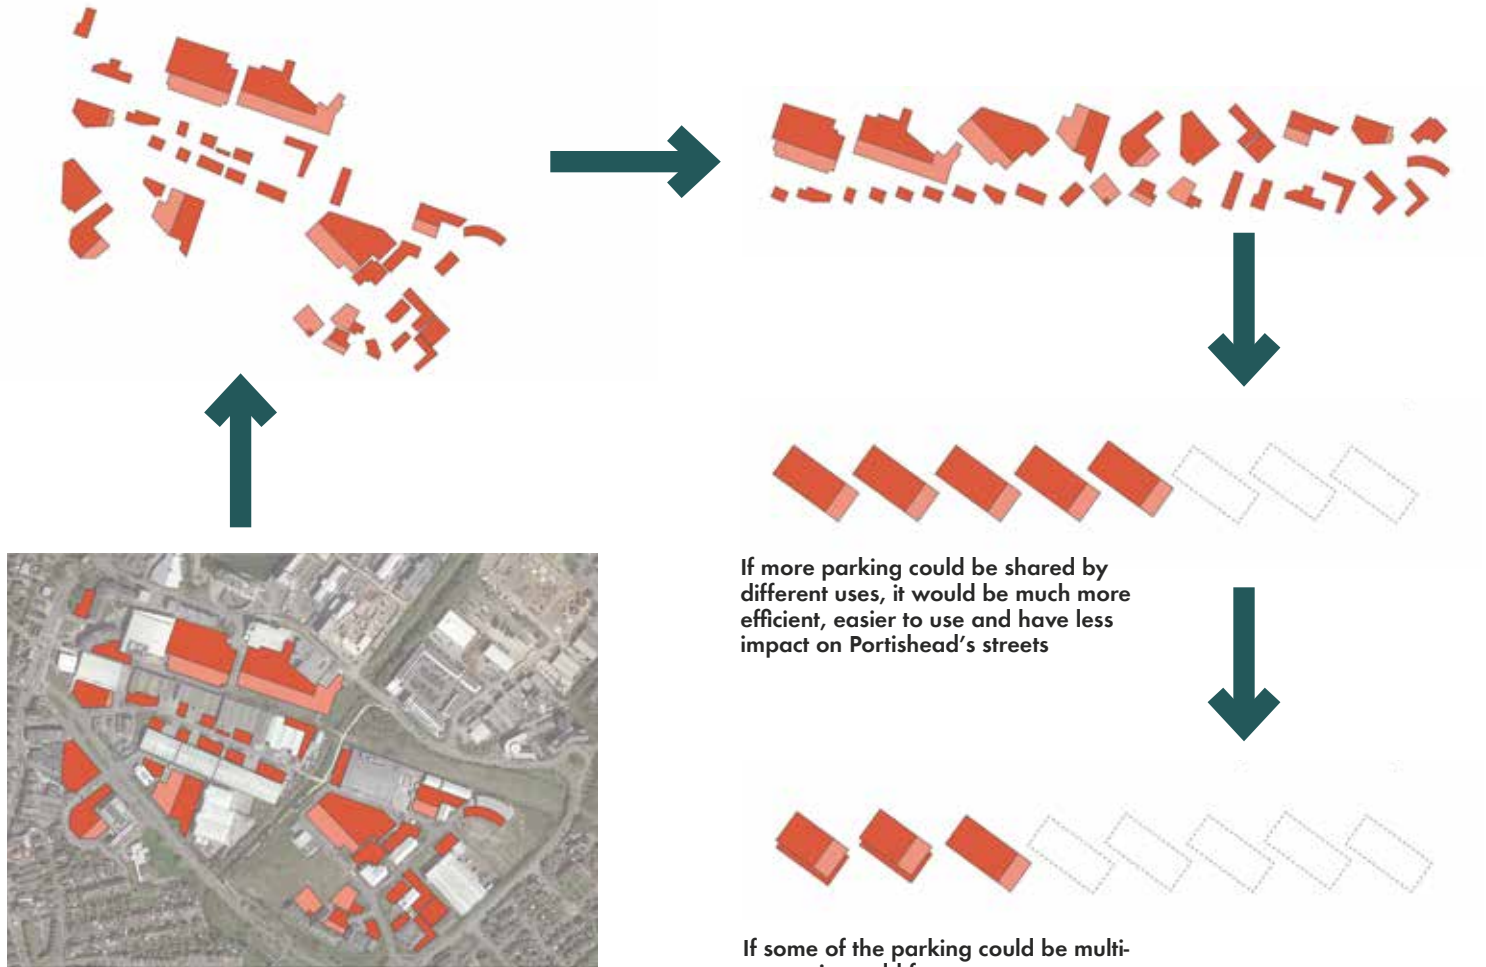 If more parking could be shared by
different uses, it would be much more
efficient, easier to use and have less
impact on Portishead’s streets
If some of the parking could be multi-